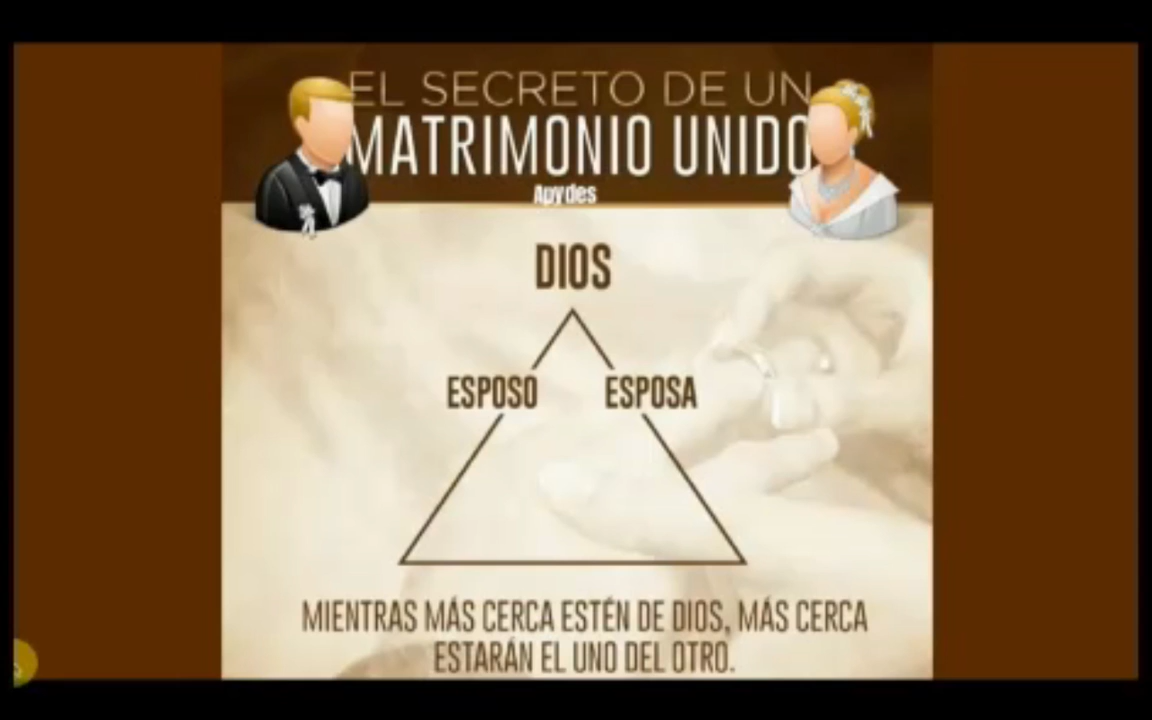 EL SECRETO DE UN
MATRIMONIO UNIDO
Apydes
DIOS
ESPOSO ESPOSA
MIENTRAS MÁS CERCA ESTÉN DE DIOS, MÁS CERCA
ESTARÁN EL UNO DEL OTRO.